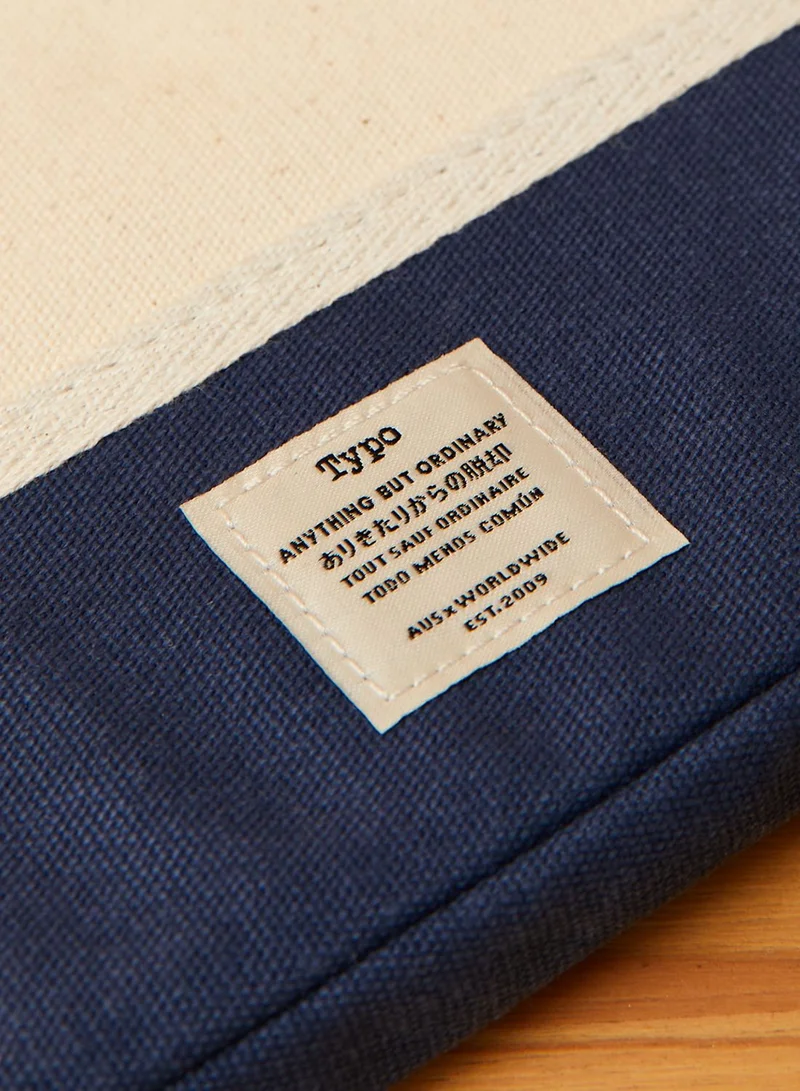 Typo
ANYTHING BUT ORDINARY
ありきたりからの脱却
TOUT SAUF ORDINAIRE
TODO MENOS COMÚN
AUS x WORLDWIDE
EST. 2009